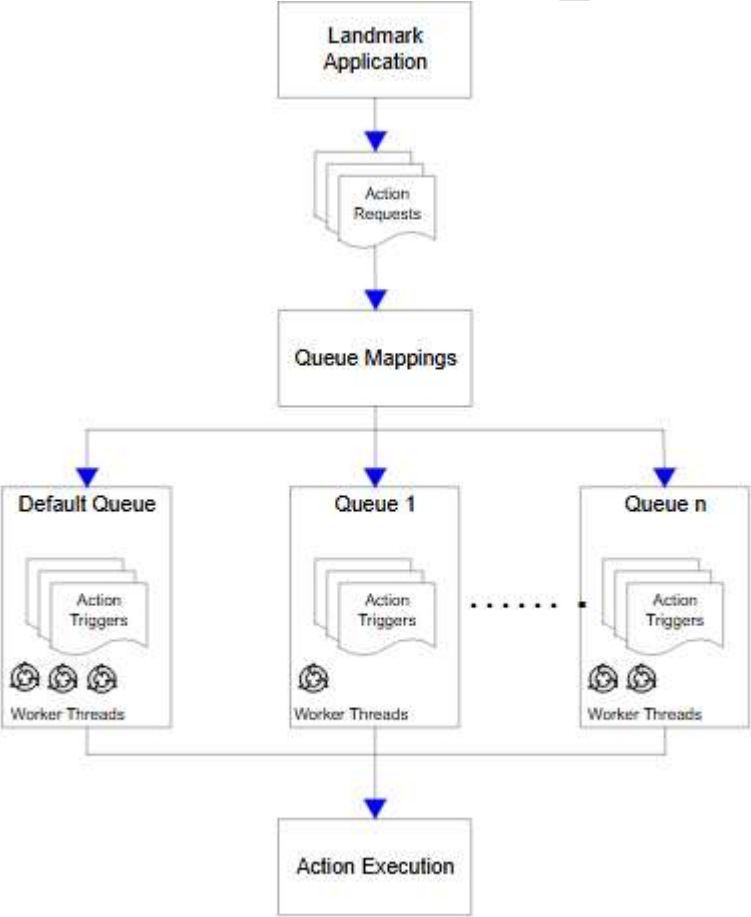 Landmark
Application
Action
Requests
Queue Mappings
Default Queue
Action
Triggers
Worker Threads
Queue 1
Action
Triggers
Worker Threads
Queue n
Action
Triggers
Worker Threads
Action Execution